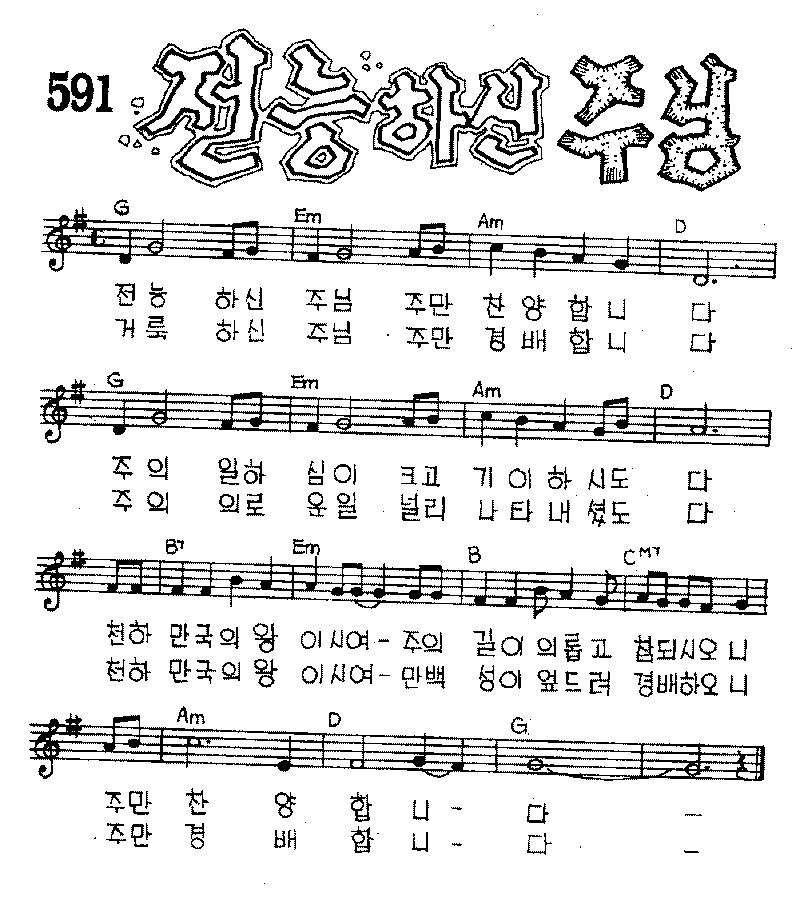 591 전능하신 주님
G Em Am D
전능 하신 주님 주만 찬양합니 다
거룩 하신 주님 주만 경배합니 다
G Em Am D
주의 일하 심이 크고 기이하시도 다
주의 의로 운일 널리 나타내셨도 다
B7 Em B CM7
천하 만국의 왕 이시여- 주의 길이 의롭고 참되시오니
천하 만국의 왕 이시여- 만백 성이 엎드려 경배하오니
Am D G
주만 찬 양 합 니 - 다 -
주만 경 배 합 니 - 다 -